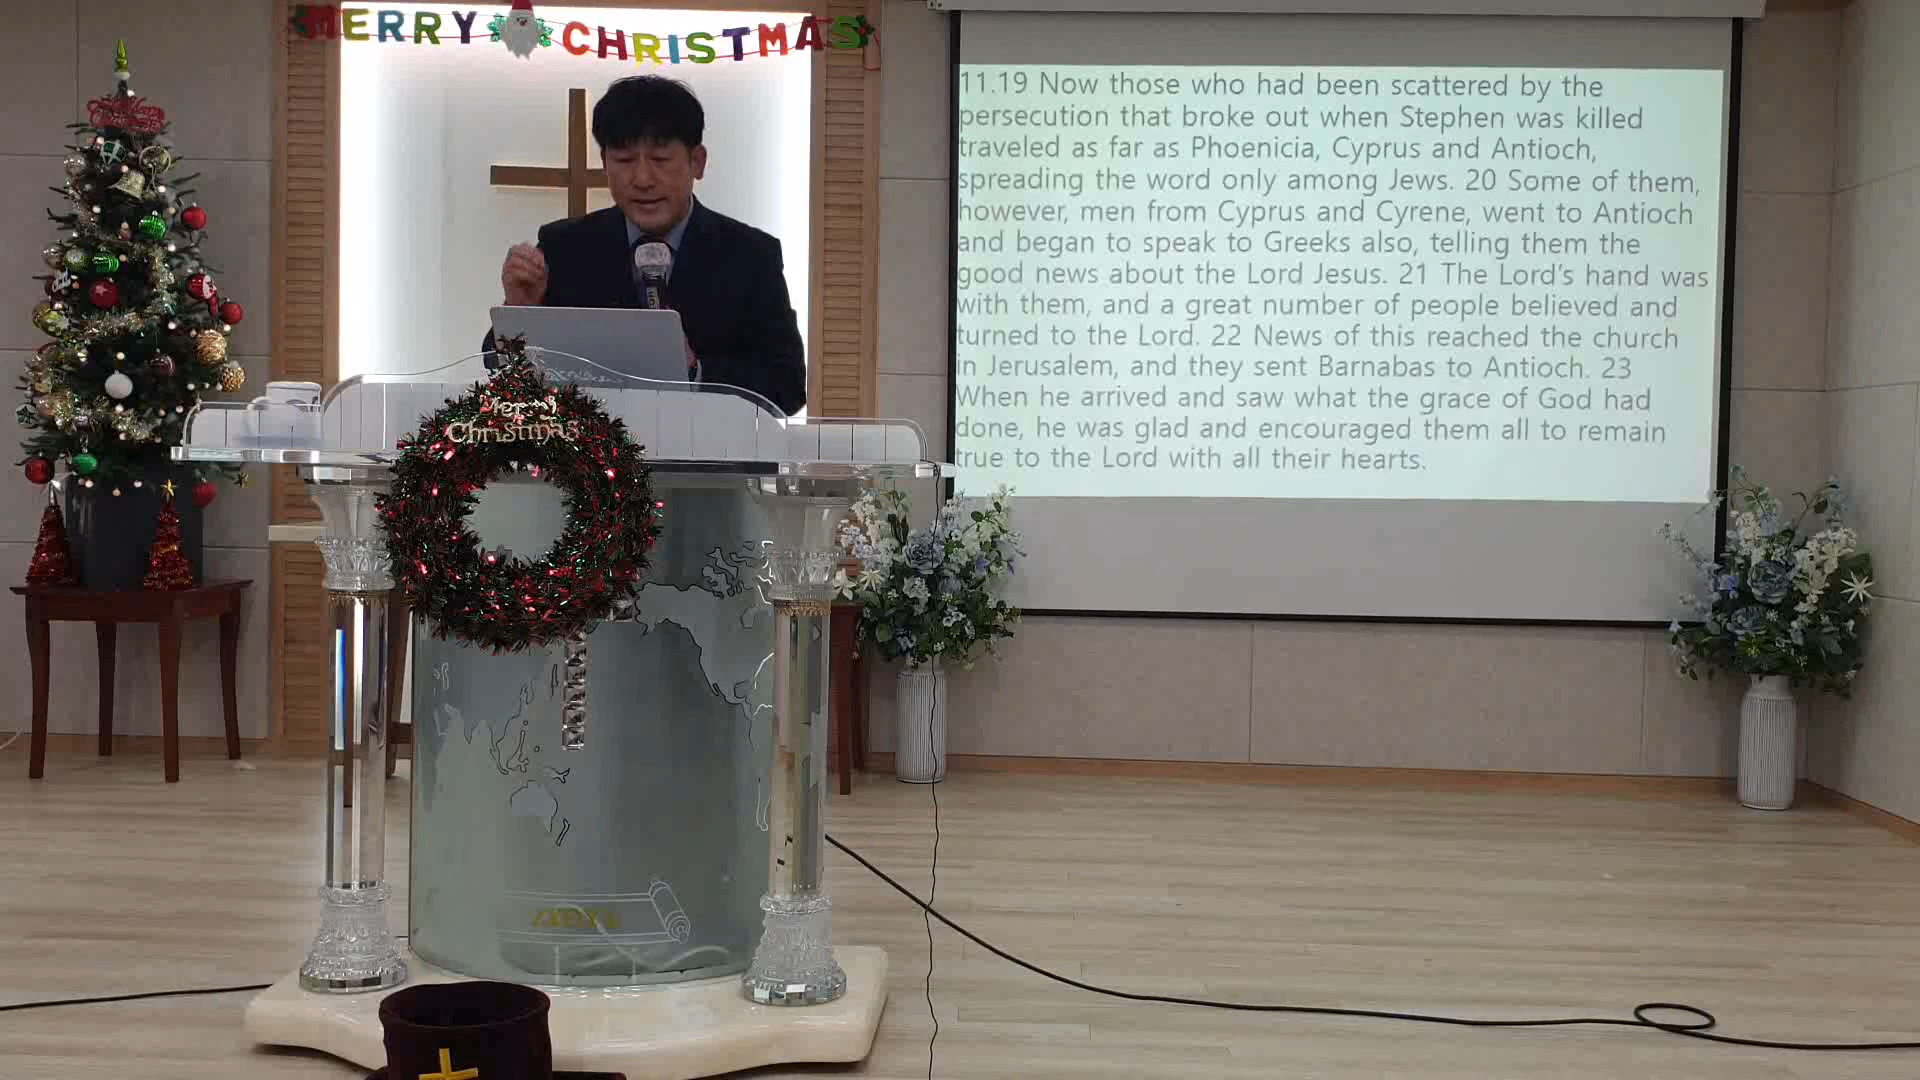 MERRY CHRISTMAS
11.19 Now those who had been scattered by the
persecution that broke out when Stephen was killed
traveled as far as Phoenicia, Cyprus and Antioch,
spreading the word only among Jews. 20 Some of them,
however, men from Cyprus and Cyrene, went to Antioch
and began to speak to Greeks also, telling them the
good news about the Lord Jesus. 21 The Lord's hand was
with them, and a great number of people believed and
turned to the Lord. 22 News of this reached the church
in Jerusalem, and they sent Barnabas to Antioch. 23
When he arrived and saw what the grace of God had
done, he was glad and encouraged them all to remain
true to the Lord with all their hearts.
Merry
Christmas